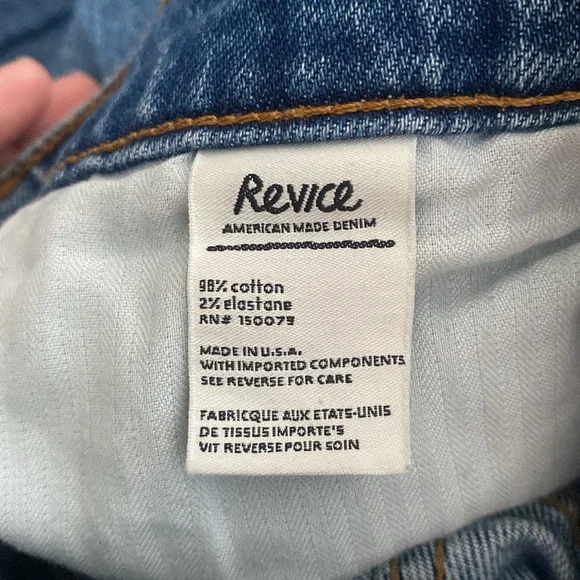 Revice
AMERICAN MADE DENIM
98% cotton
2% elastane
RN# 150079
MADE IN U.S.A.
WITH IMPORTED COMPONENTS
SEE REVERSE FOR CARE
FABRICQUE AUX ETATS-UNIS
DE TISSUS IMPORTE'S
VIT REVERSE POUR SOIN